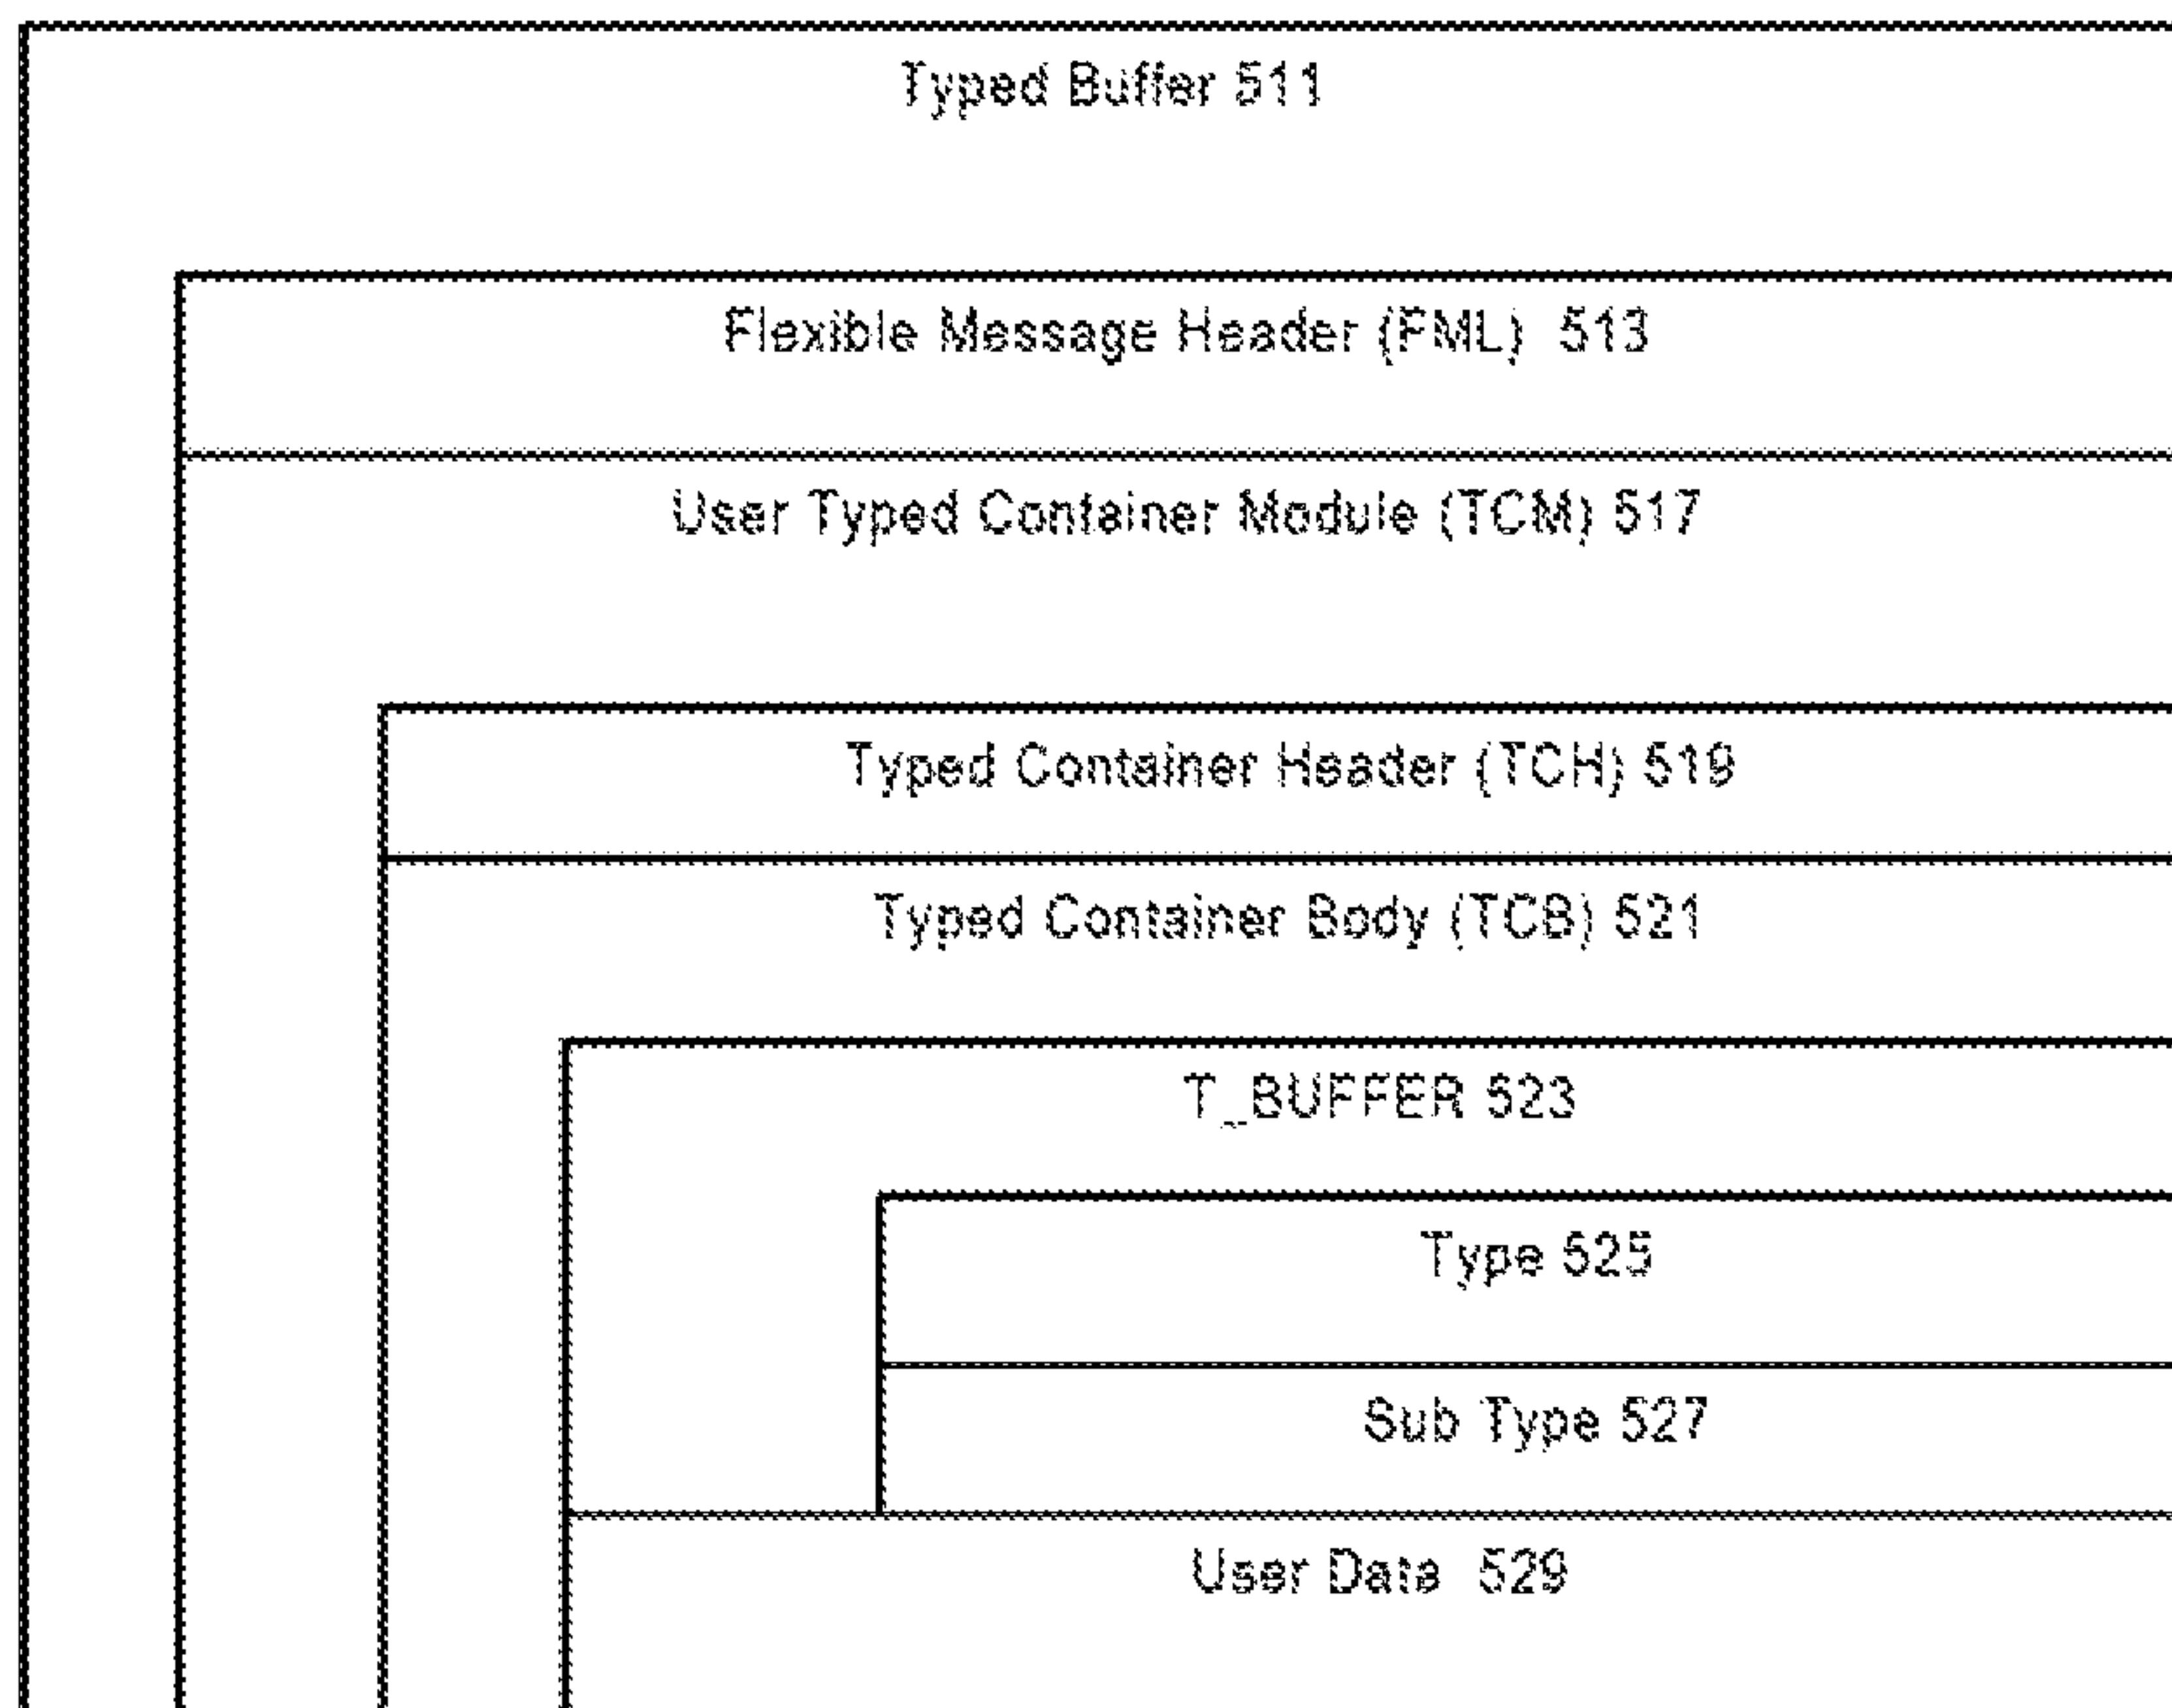 Typed Buffer 511
Flexible Message Header (FML) 513
User Typed Container Module (TCM) 517
Typed Container Header (TCH) 519
Typed Container Body (TCB) 521
T_BUFFER 523
Type 525
Sub Type 527
User Data 529